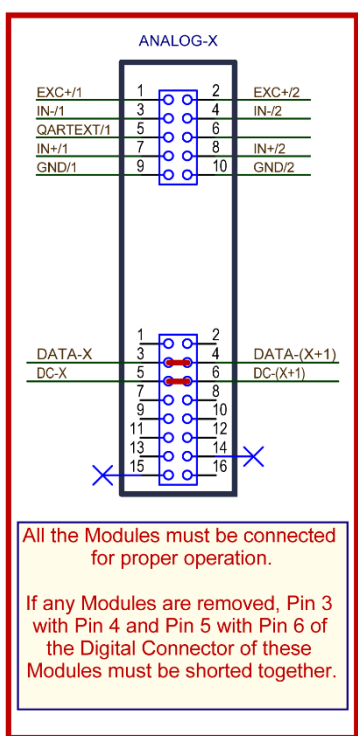 ANALOG-X
EXC+/1 1 2 EXC+/2
IN-/1 3 4 IN-/2
QARTEXT/1 5 6
IN+/1 7 8 IN+/2
GND/1 9 10 GND/2
1 2
DATA-X 3 4 DATA-(X+1)
DC-X 5 6 DC-(X+1)
7 8
9 10
11 12
13 14
15 16
All the Modules must be connected
for proper operation.
If any Modules are removed, Pin 3
with Pin 4 and Pin 5 with Pin 6 of
the Digital Connector of these
Modules must be shorted together.